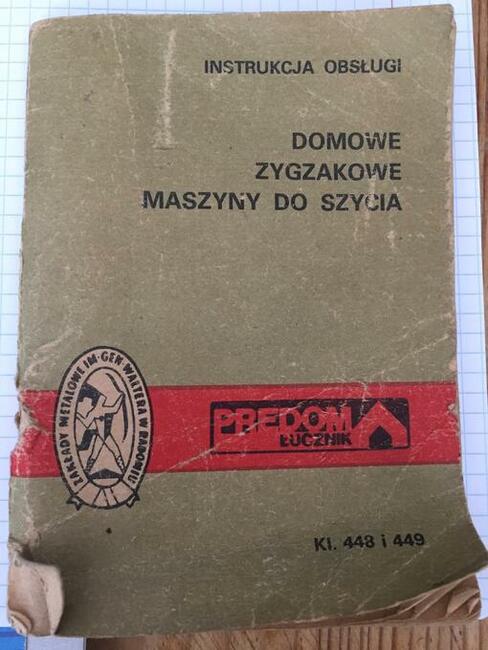 INSTRUKCJA OBSŁUGI
DOMOWE
ZYGZAKOWE
MASZYNY DO SZYCIA
ZAKŁADY METALOWE IM·GEN·WALTERA W RADOMIU
PREDOM
ŁUCZNIK
Kl. 448 i 449